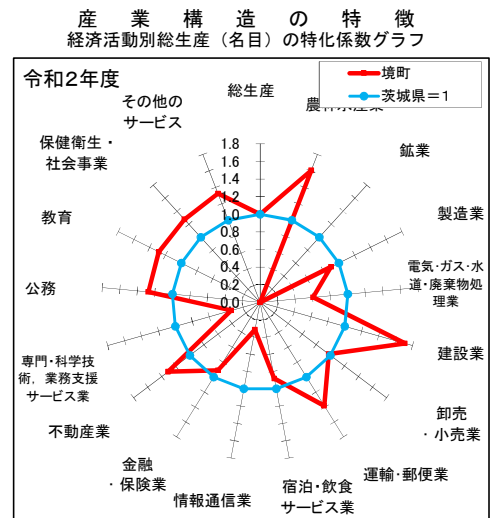 産業構造の特徴
経済活動別総生産（名目）の特化係数グラフ
令和2年度
境町
茨城県＝1
総生産
農林水産業
鉱業
製造業
電気・ガス・水
道・廃棄物処
理業
建設業
卸売
・小売業
運輸・郵便業
宿泊・飲食
サービス業
情報通信業
金融
・保険業
不動産業
専門・科学技
術，業務支援
サービス業
公務
教育
保健衛生・
社会事業
その他の
サービス
1.8
1.6
1.4
1.2
1.0
0.8
0.6
0.4
0.2
0.0